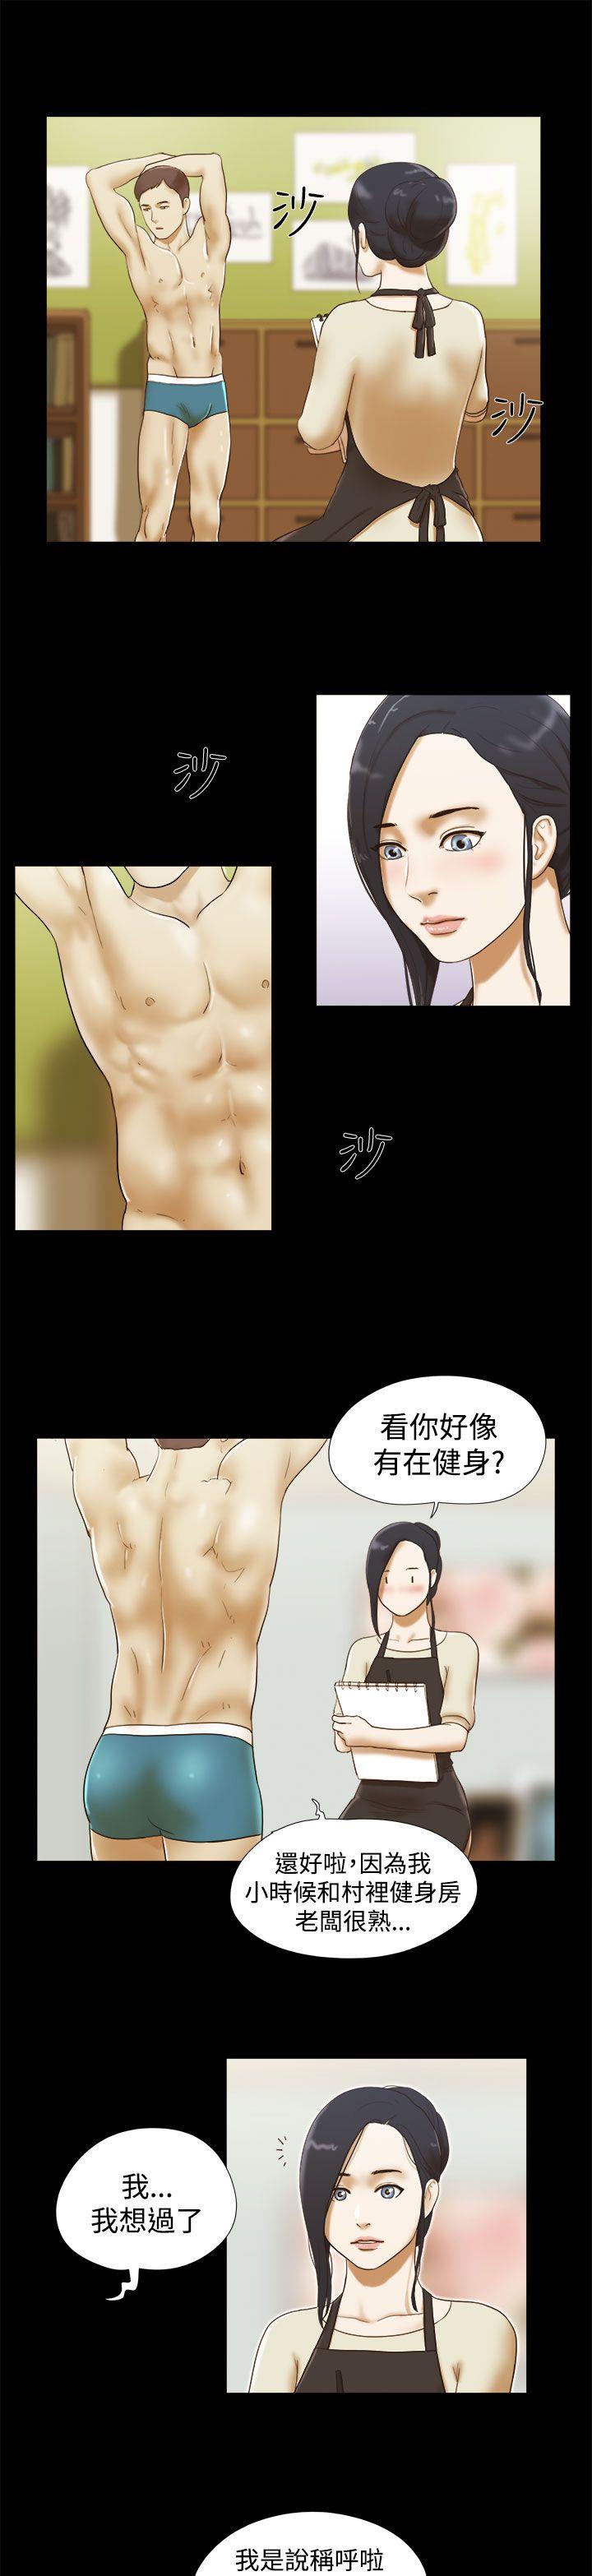 沙
沙
沙
沙
看你好像
有在健身?
還好啦,因為我
小時候和村裡健身房
老闆很熟...
我...
我想過了
我是說稱呼啦